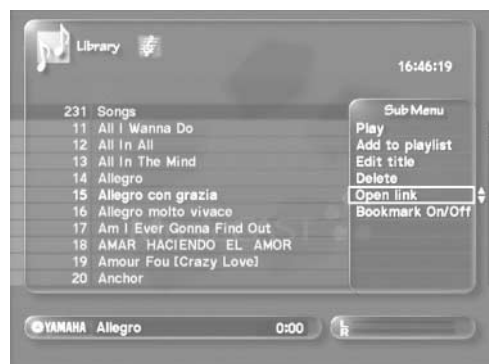 Library
16:46:19
231 Songs
11 All I Wanna Do
12 All In All
13 All In The Mind
14 Allegro
15 Allegro con grazia
16 Allegro molto vivace
17 Am I Ever Gonna Find Out
18 AMAR HACIENDO EL AMOR
19 Amour Fou [Crazy Love]
20 Anchor
Sub Menu
Play
Add to playlist
Edit title
Delete
Open link
Bookmark On/Off
YAMAHA Allegro 0:00
L
R